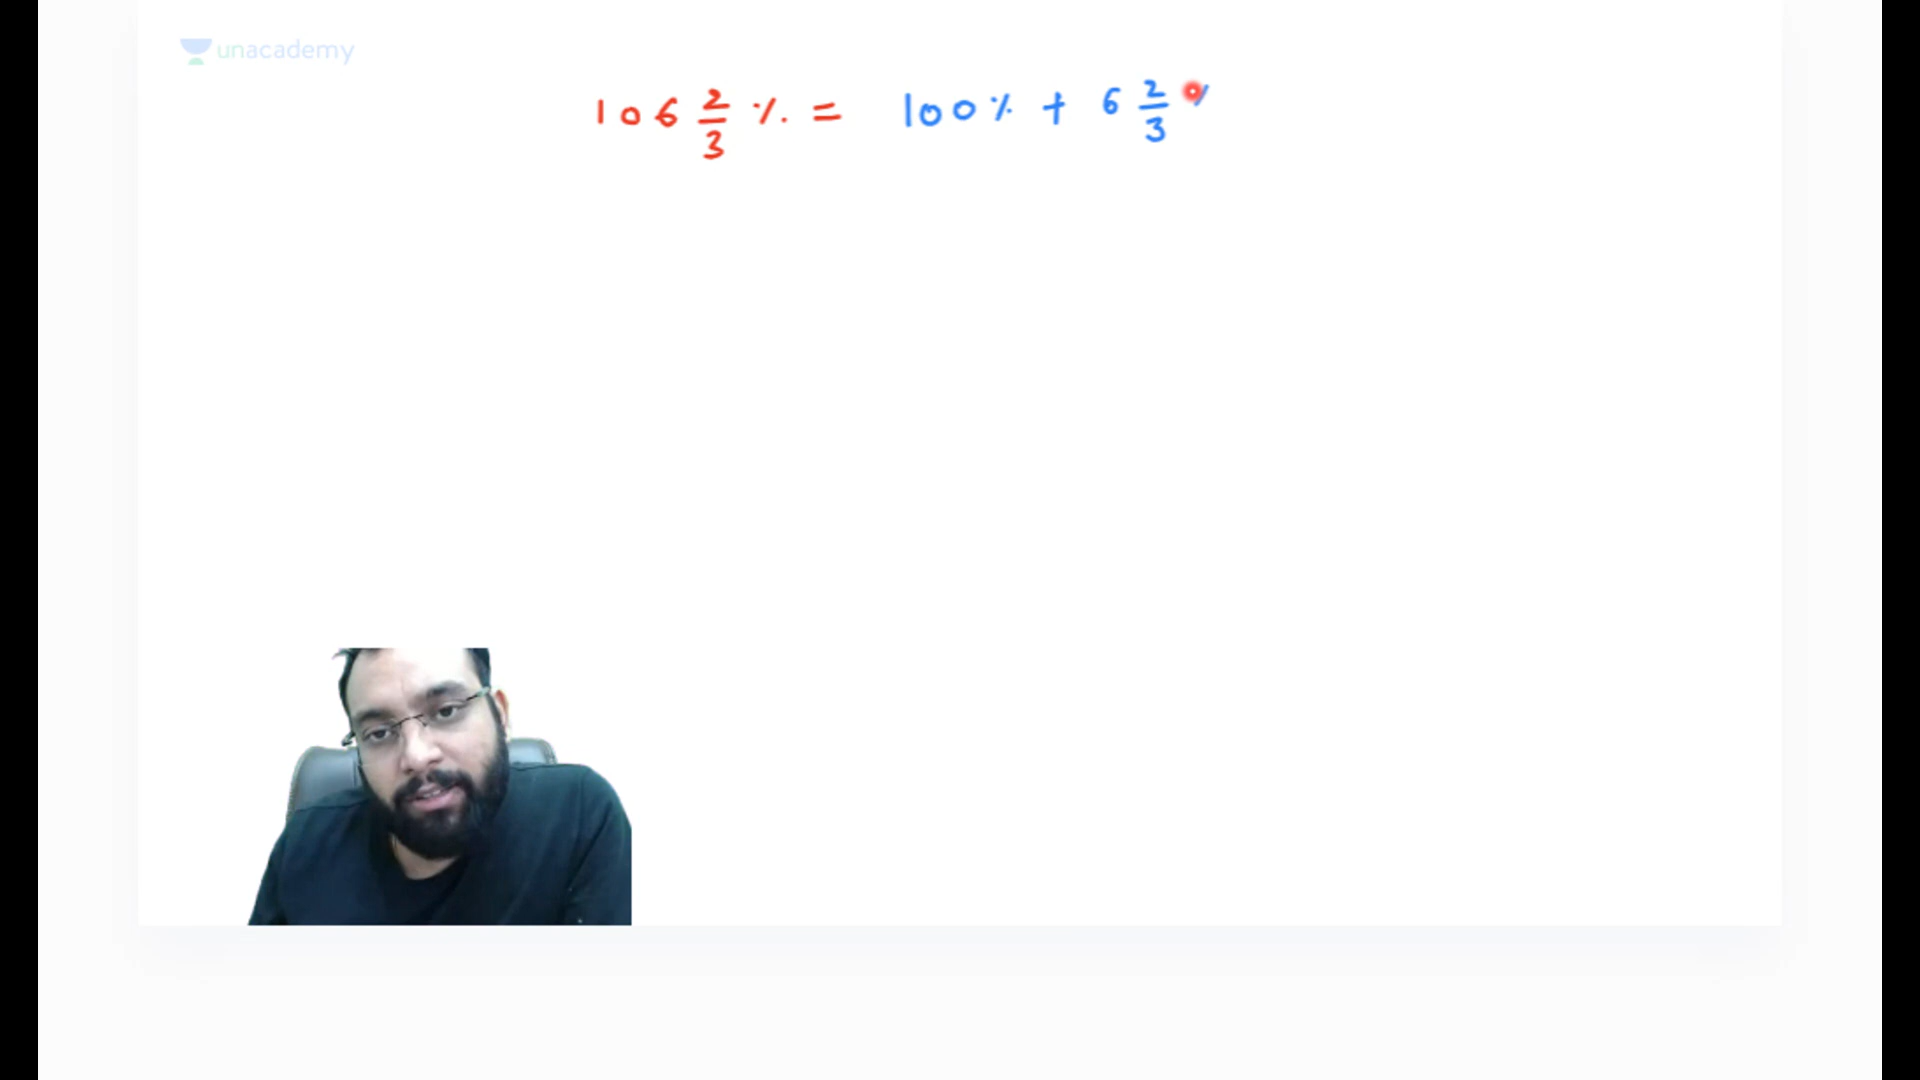 unacademy
106 2/3 % = 100% + 6 2/3 %